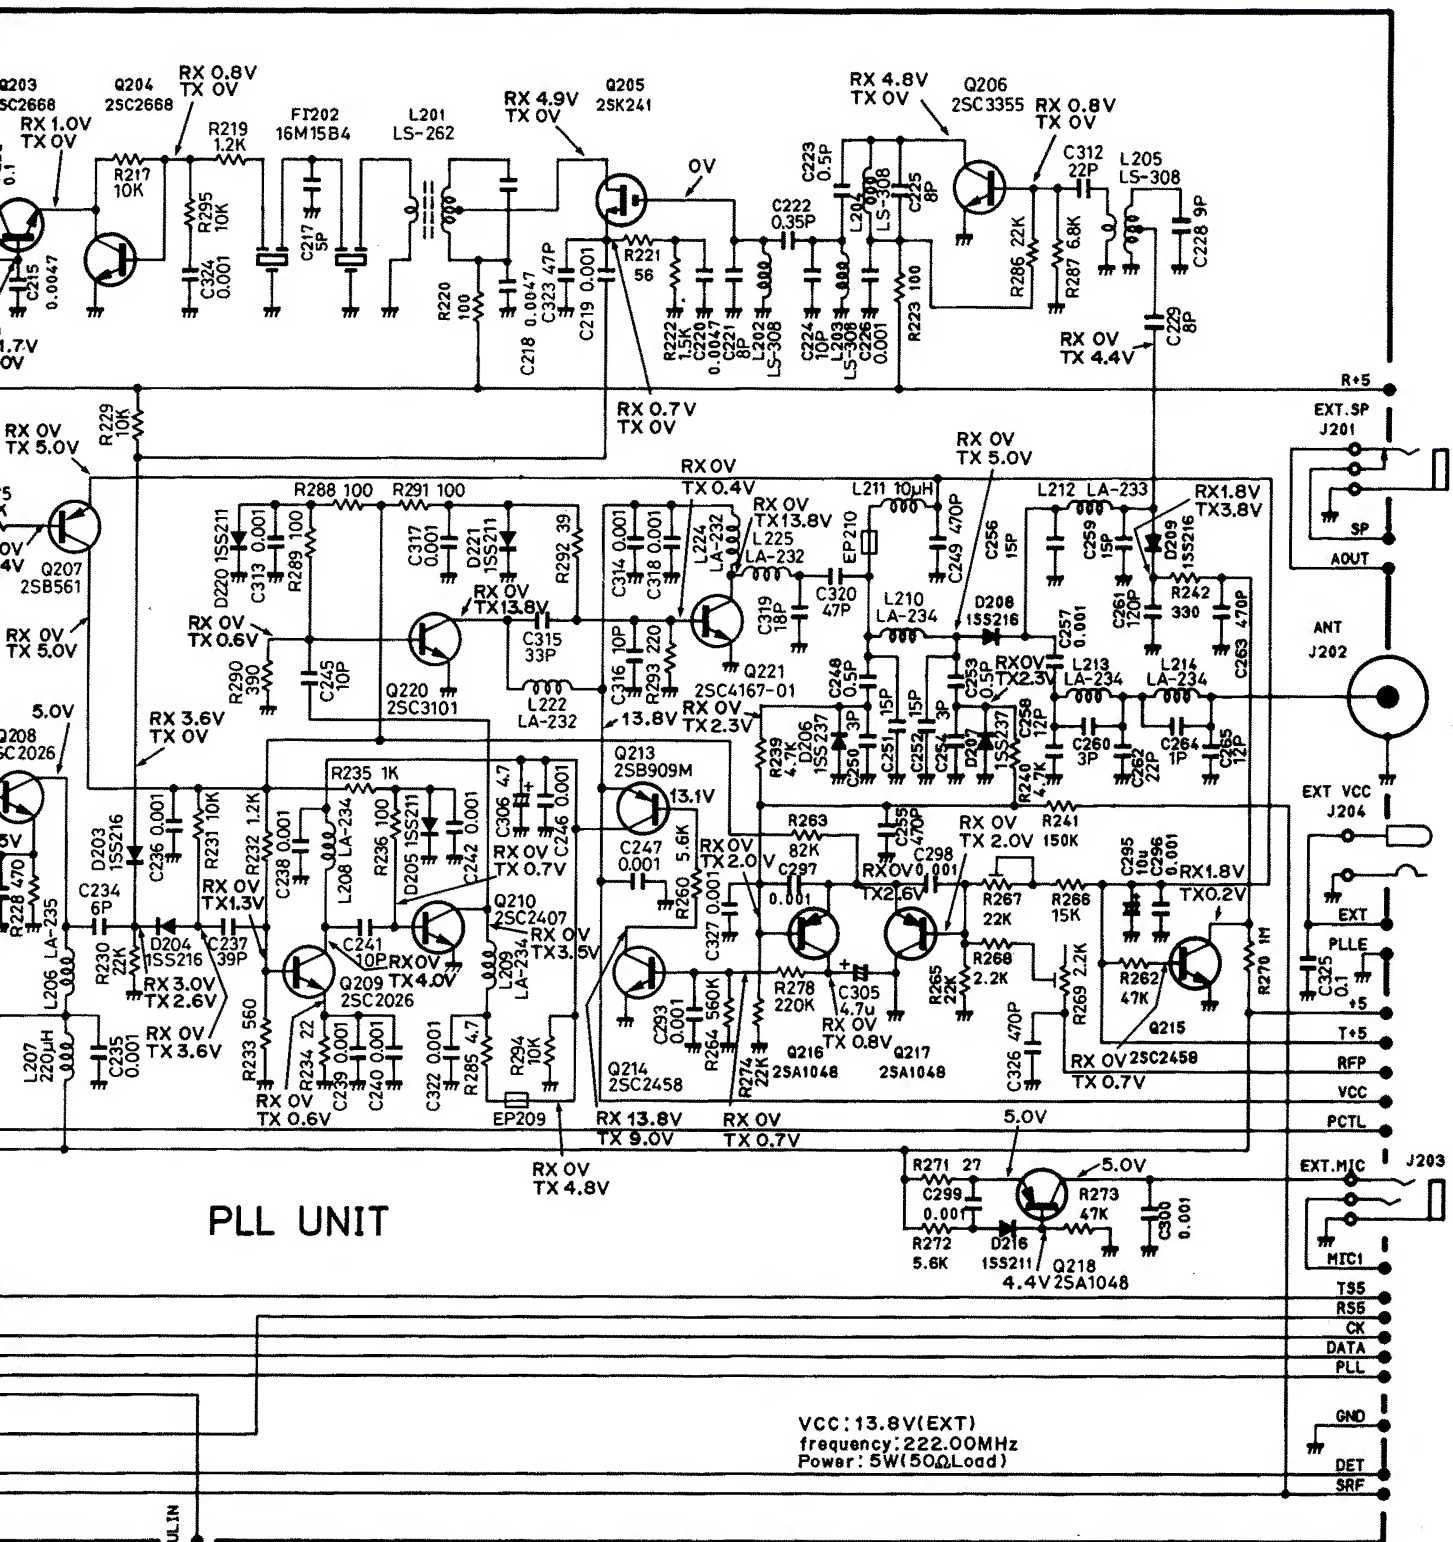 Q203
SC2668
RX 1.0V
TX 0V
0.1
C215
0.0047
1.7V
0V
Q204
2SC2668
RX 0.8V
TX 0V
R217
10K
R219
1.2K
R295
10K
C324
0.001
FI202
16M15B4
C217
5P
L201
LS-262
R220
100
C218 0.0047
RX 4.9V
TX 0V
Q205
2SK241
0V
C323 47P
C219 0.001
R221
56
R222
1.5K
C220
0.0047
C221
8P
L202
LS-308
C222
0.35P
C224
10P
L203
LS-308
C226
0.001
C223
0.5P
L204
LS-308
C225
8P
R223 100
RX 4.8V
TX 0V
Q206
2SC3355
RX 0.8V
TX 0V
C312
22P
R286 22K
R287 6.8K
L205
LS-308
C228 9P
C229
8P
RX 0V
TX 4.4V
RX 0.7V
TX 0V
R+5
EXT.SP
J201
SP
AOUT
ANT
J202
EXT VCC
J204
EXT
PLLE
C325
0.1
+5
T+5
RFP
VCC
PCTL
EXT.MIC
J203
MIC1
TS5
RS5
CK
DATA
PLL
GND
DET
SRF
R229
10K
RX 0V
TX 5.0V
Q207
2SB561
RX 0V
TX 5.0V
D220 1SS211
C313 0.001
R289 100
R288 100
R291 100
C317
0.001
D221
1SS211
R292 39
RX 0V
TX 0.6V
RX 0V
TX13.8V
R290
390
C245
10P
Q220
2SC3101
C315
33P
L222
LA-232
C314 0.001
C318 0.001
C316 10P
R293 220
RX 0V
TX 0.4V
L224
LA-232
RX 0V
TX13.8V
L225
LA-232
C319
18P
C320
47P
Q221
2SC4167-01
L211 10μH
EP210
C249 470P
L210
LA-234
RX 0V
TX 5.0V
D208
1SS216
C256
15P
L212 LA-233
C259
15P
D209
1SS216
RX1.8V
TX3.8V
R242
330
C261
120P
C263 470P
C257
0.001
L213
LA-234
L214
LA-234
C258
12P
C260
3P
C262
22P
C264
1P
C265
12P
C248
0.5P
C253
0.5P
RX0V
TX2.3V
RX 0V
TX2.3V
R239
4.7K
D206
1SS237
C250
3P
C251
15P
C252
15P
C254
3P
D207
1SS237
R240
4.7K
R241
150K
C255
470P
5.0V
Q208
SC2026
RX 3.6V
TX 0V
D203
1SS216
C236 0.001
R231 10K
R232 1.2K
C238 0.001
L208 LA-234
R235 1K
R236 100
D205 1SS211
C242 0.001
C306 4.7
C246 0.001
RX 0V
TX 0.7V
13.8V
Q213
2SB909M
13.1V
C247
0.001
R260 5.6K
R228 470
L206 LA-235
C234
6P
R230
22K
D204
1SS216
C237
39P
RX 0V
TX1.3V
RX 3.0V
TX 2.6V
RX 0V
TX 3.6V
L207
220μH
C235
0.001
R233 560
R234 22
C239 0.001
C240 0.001
Q209
2SC2026
C241
10P
RX0V
TX4.0V
Q210
2SC2407
RX 0V
TX3.5V
L209
LA-234
C322 0.001
R285 4.7
R294
10K
EP209
RX 0V
TX 0.6V
RX 0V
TX 4.8V
Q214
2SC2458
RX 13.8V
TX 9.0V
C293
0.001
R264 560K
R274
22K
RX 0V
TX 0.7V
RX 0V
TX 2.0V
C327 0.001
R263
82K
C297
0.001
C298
0.001
RX0V
TX2.6V
RX 0V
TX 2.0V
R278
220K
C305
4.7u
RX 0V
TX 0.8V
Q216
2SA1048
Q217
2SA1048
R265
22K
R267
22K
R268
2.2K
R266
15K
R269 2.2K
C326 470P
C295
10u
C296
0.001
RX1.8V
TX0.2V
R262
47K
Q215
2SC2458
RX 0V
TX 0.7V
R270 1M
5.0V
5.0V
R271 27
C299
0.001
R272
5.6K
D216
1SS211
R273
47K
Q218
2SA1048
4.4V
C300
0.001
PLL UNIT
VCC:13.8V(EXT)
frequency:222.00MHz
Power:5W(50ΩLoad)
ULIN